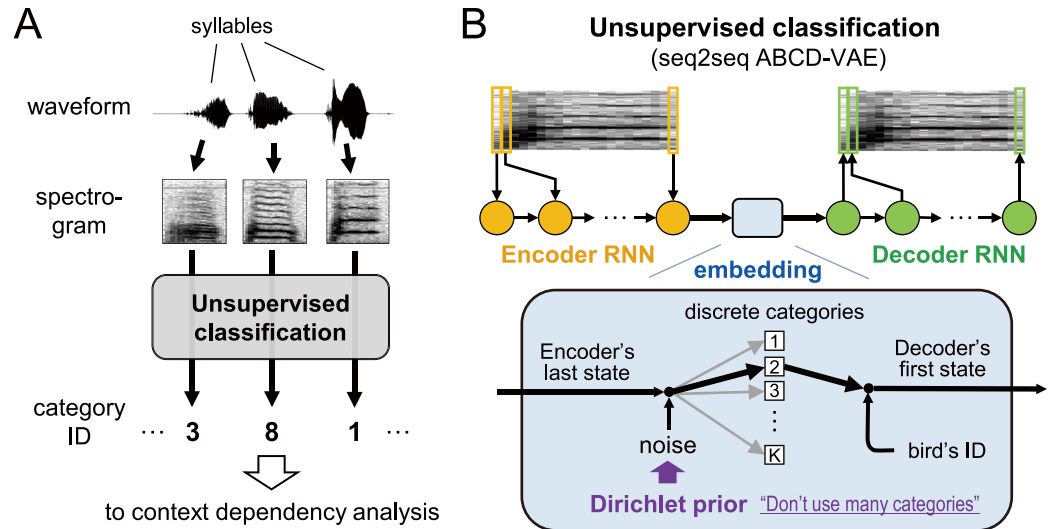 A
syllables
waveform
spectro-
gram
Unsupervised
classification
category
ID
... 3 8 1 ...
to context dependency analysis
B
Unsupervised classification
(seq2seq ABCD-VAE)
...
...
Encoder RNN
Decoder RNN
embedding
discrete categories
Encoder's
last state
1
2
3
...
K
Decoder's
first state
noise
bird's ID
Dirichlet prior "Don't use many categories"